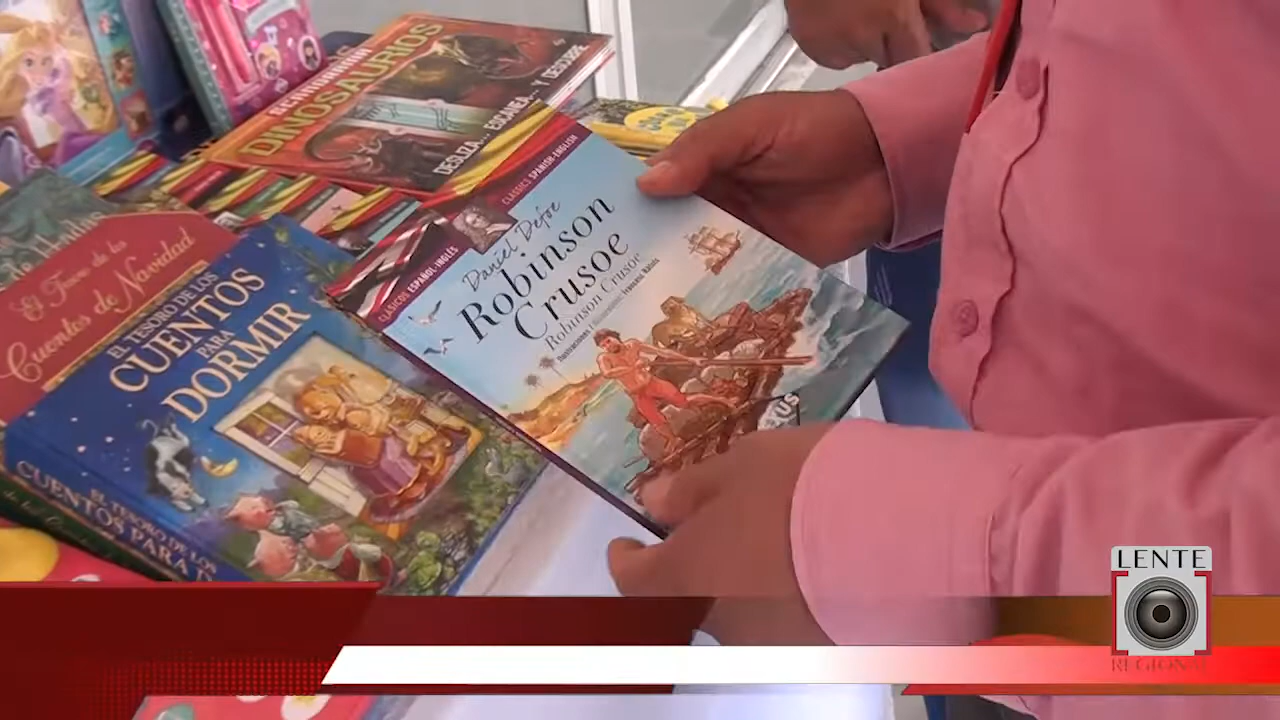 DINOSAURIOS
DESLIZA... ESCANEA... Y DESCUBRE
CLÁSICOS ESPAÑOL-INGLÉS
CLASSICS SPANISH-ENGLISH
Daniel Defoe
Robinson
Crusoe
Robinson Crusoe
El Tesoro de los
Cuentos de Navidad
EL TESORO DE LOS
CUENTOS
PARA
DORMIR
EL TESORO DE LOS
CUENTOS PARA D
LENTE
REGIONAL